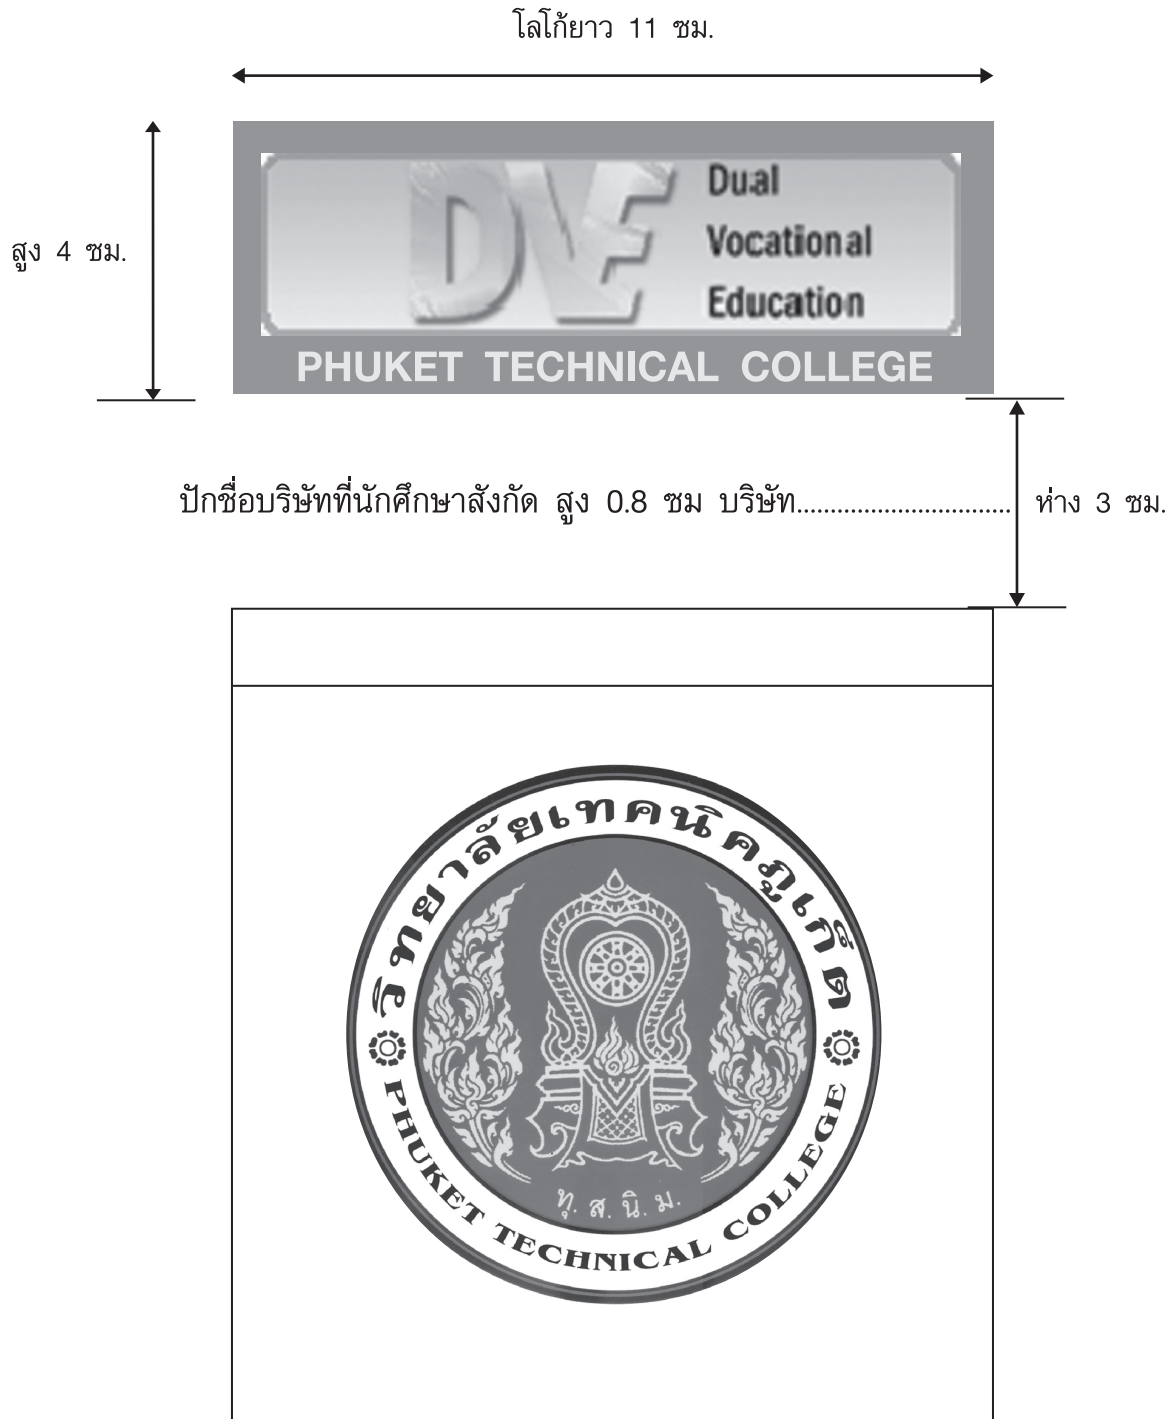 โลโก้ยาว 11 ซม.
สูง 4 ซม.
DVE
Dual
Vocational
Education
PHUKET TECHNICAL COLLEGE
ปักชื่อบริษัทที่นักศึกษาสังกัด สูง 0.8 ซม บริษัท................................
ห่าง 3 ซม.
วิทยาลัยเทคนิคภูเก็ต
ทุ. ส. นิ. ม.
PHUKET TECHNICAL COLLEGE